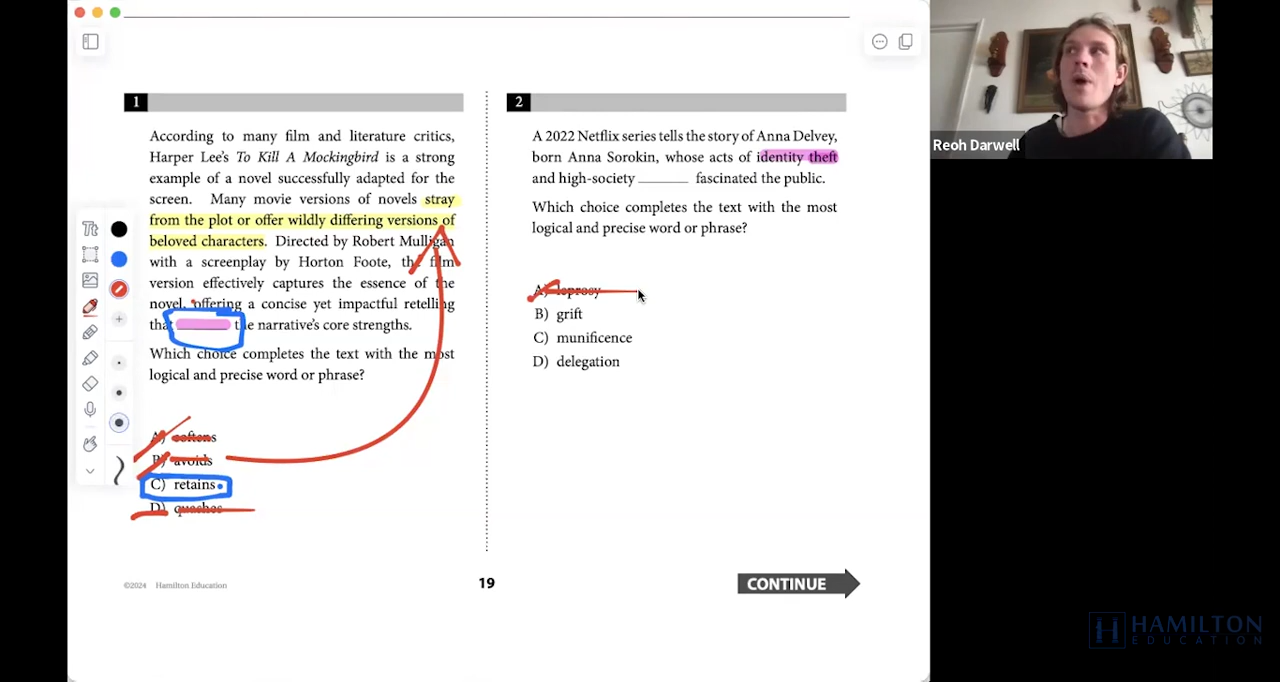 1
According to many film and literature critics,
Harper Lee's To Kill A Mockingbird is a strong
example of a novel successfully adapted for the
screen. Many movie versions of novels stray
from the plot or offer wildly differing versions of
beloved characters. Directed by Robert Mulligan
with a screenplay by Horton Foote, the film
version effectively captures the essence of the
novel, offering a concise yet impactful retelling
that ______ the narrative's core strengths.
Which choice completes the text with the most
logical and precise word or phrase?
A) softens
B) avoids
C) retains
D) quashes
2
A 2022 Netflix series tells the story of Anna Delvey,
born Anna Sorokin, whose acts of identity theft
and high-society ______ fascinated the public.
Which choice completes the text with the most
logical and precise word or phrase?
A) leprosy
B) grift
C) munificence
D) delegation
©2024 Hamilton Education
19
CONTINUE
Tt
Reoh Darwell
H HAMILTON
EDUCATION